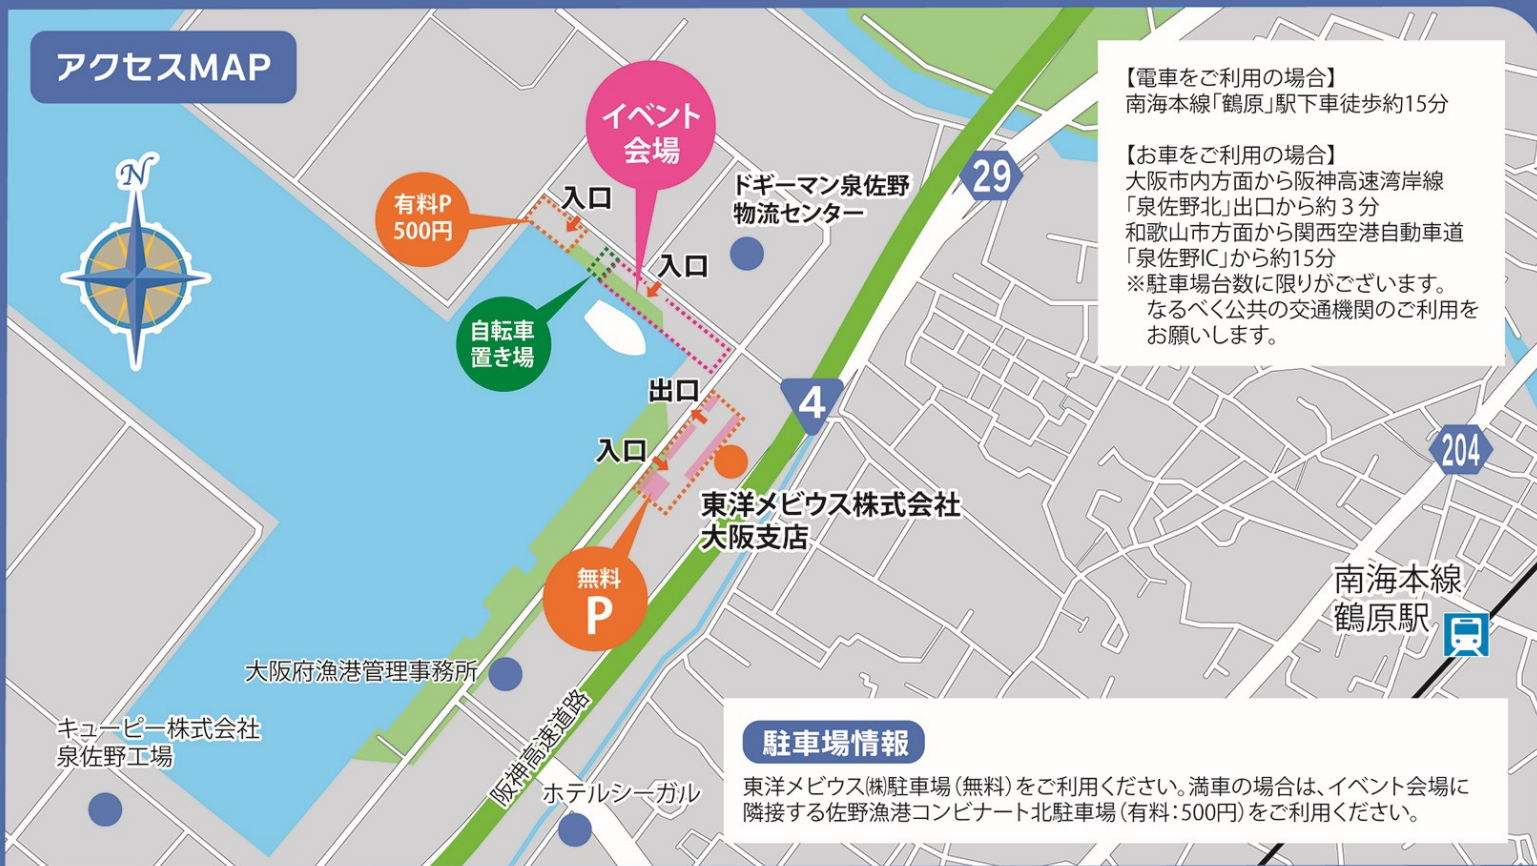 アクセスMAP
N
イベント
会場
有料P
500円
入口
入口
自転車
置き場
ドギーマン泉佐野
物流センター
29
【電車をご利用の場合】
南海本線「鶴原」駅下車徒歩約15分
【お車をご利用の場合】
大阪市内方面から阪神高速湾岸線
「泉佐野北」出口から約3分
和歌山市方面から関西空港自動車道
「泉佐野IC」から約15分
※駐車場台数に限りがございます。
なるべく公共の交通機関のご利用を
お願いします。
出口
入口
4
204
東洋メビウス株式会社
大阪支店
無料
P
南海本線
鶴原駅
大阪府漁港管理事務所
キューピー株式会社
泉佐野工場
阪神高速道路
ホテルシーガル
駐車場情報
東洋メビウス㈱駐車場(無料)をご利用ください。満車の場合は、イベント会場に
隣接する佐野漁港コンビナート北駐車場(有料:500円)をご利用ください。